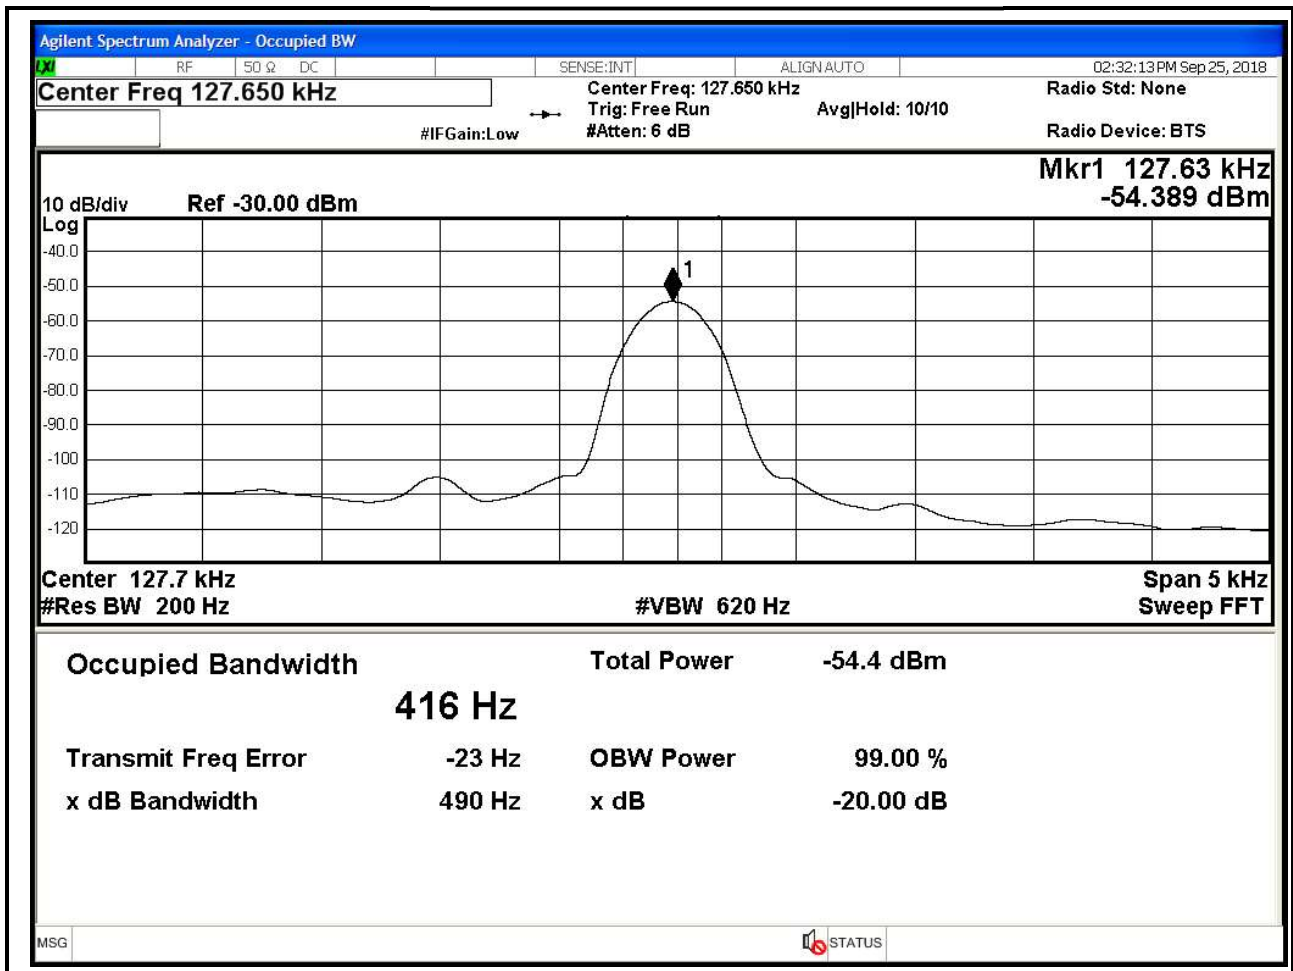 Agilent Spectrum Analyzer - Occupied BW
LXI RF 50 Ω DC SENSE:INT ALIGN AUTO 02:32:13 PM Sep 25, 2018
Center Freq 127.650 kHz Center Freq: 127.650 kHz Radio Std: None
Trig: Free Run Avg|Hold: 10/10
#IFGain:Low #Atten: 6 dB Radio Device: BTS
Mkr1 127.63 kHz
-54.389 dBm
10 dB/div Ref -30.00 dBm
Log
-40.0
1
-50.0
-60.0
-70.0
-80.0
-90.0
-100
-110
-120
Center 127.7 kHz Span 5 kHz
#Res BW 200 Hz #VBW 620 Hz Sweep FFT
Occupied Bandwidth Total Power -54.4 dBm
416 Hz
Transmit Freq Error -23 Hz OBW Power 99.00 %
x dB Bandwidth 490 Hz x dB -20.00 dB
MSG STATUS